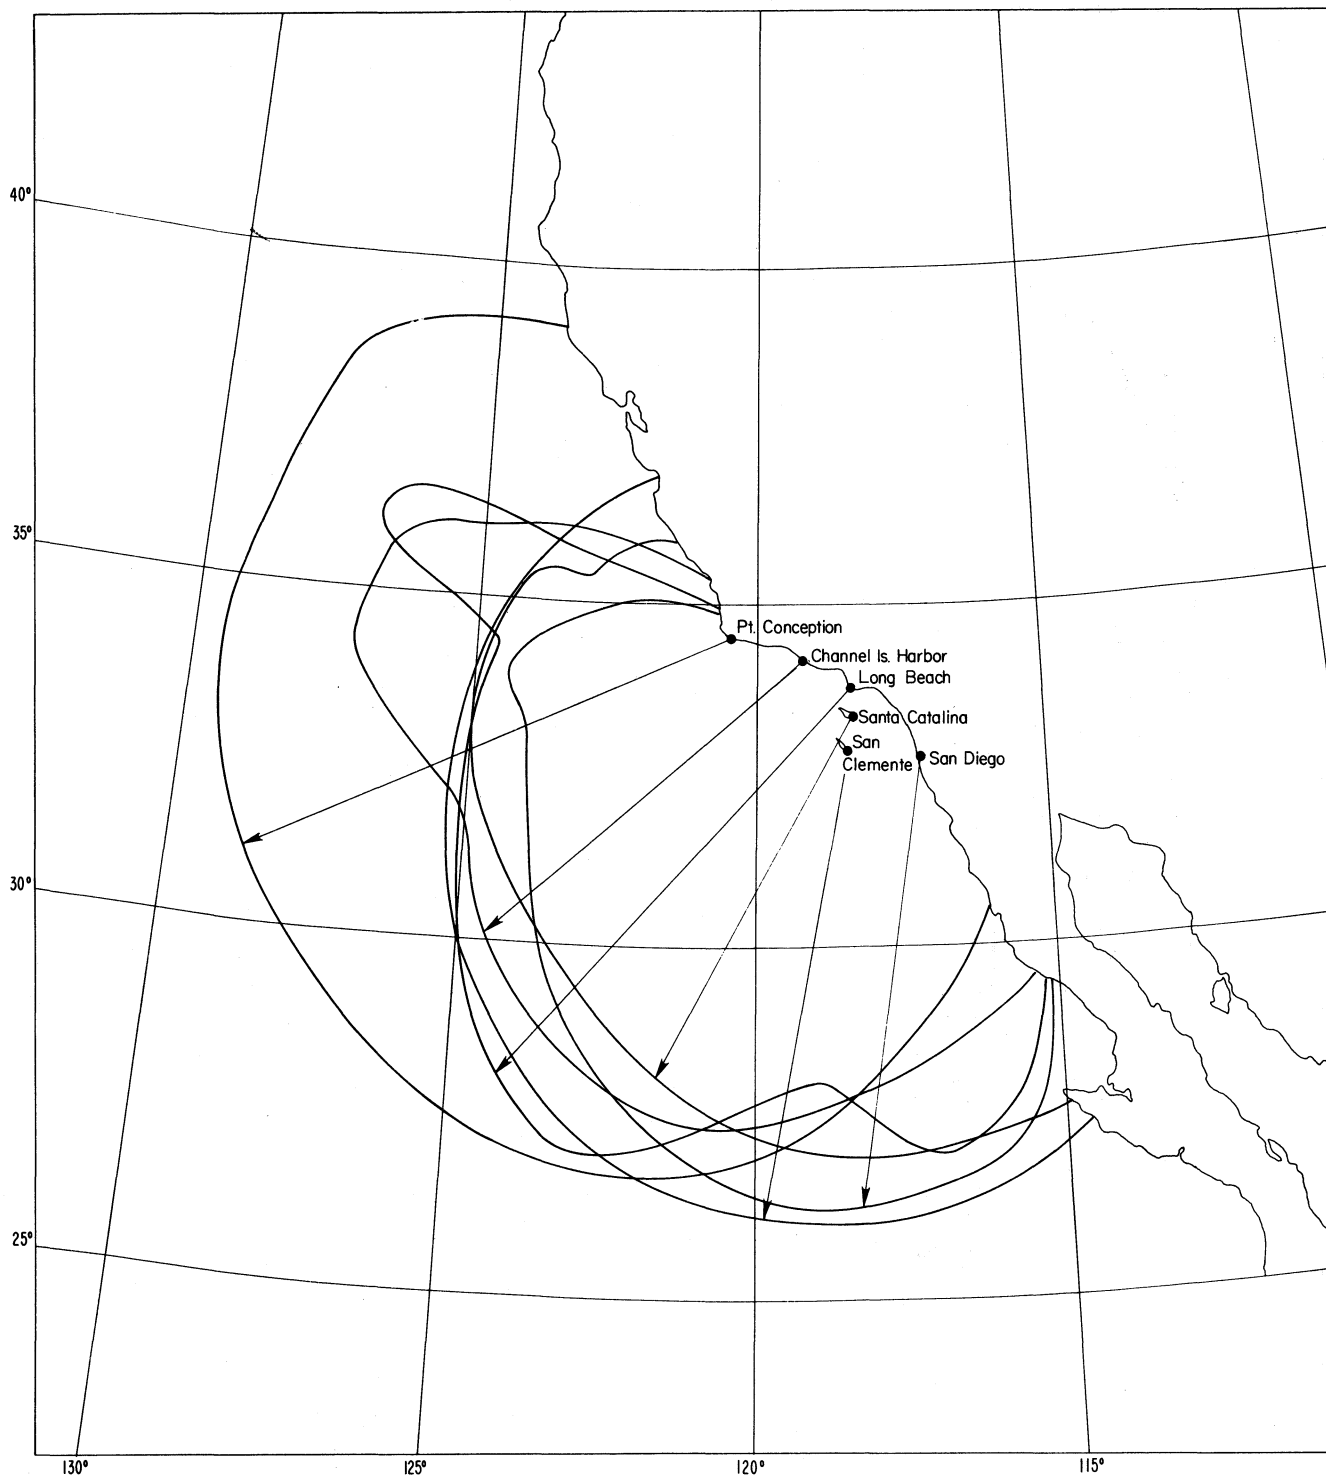 40°
35°
Pt. Conception
Channel Is. Harbor
Long Beach
Santa Catalina
San
Clemente
San Diego
30°
25°
130°
125°
120°
115°